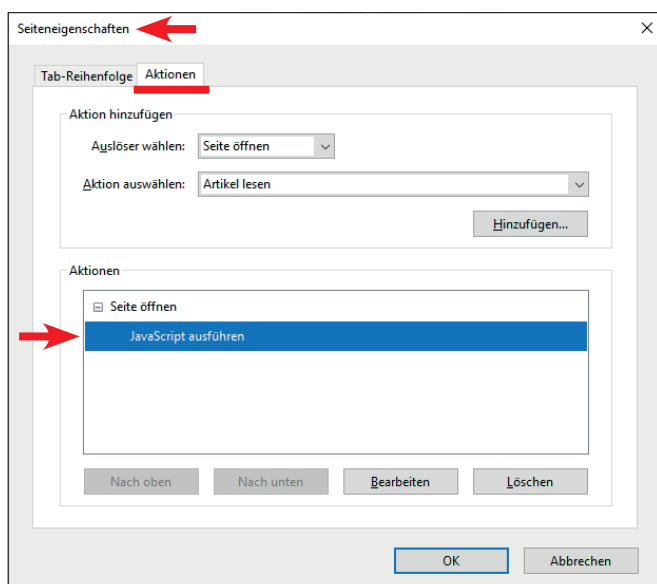 Seiteneigenschaften
Tab-Reihenfolge Aktionen
Aktion hinzufügen
Auslöser wählen: Seite öffnen
Aktion auswählen: Artikel lesen
Hinzufügen...
Aktionen
Seite öffnen
JavaScript ausführen
Nach oben Nach unten Bearbeiten Löschen
OK Abbrechen